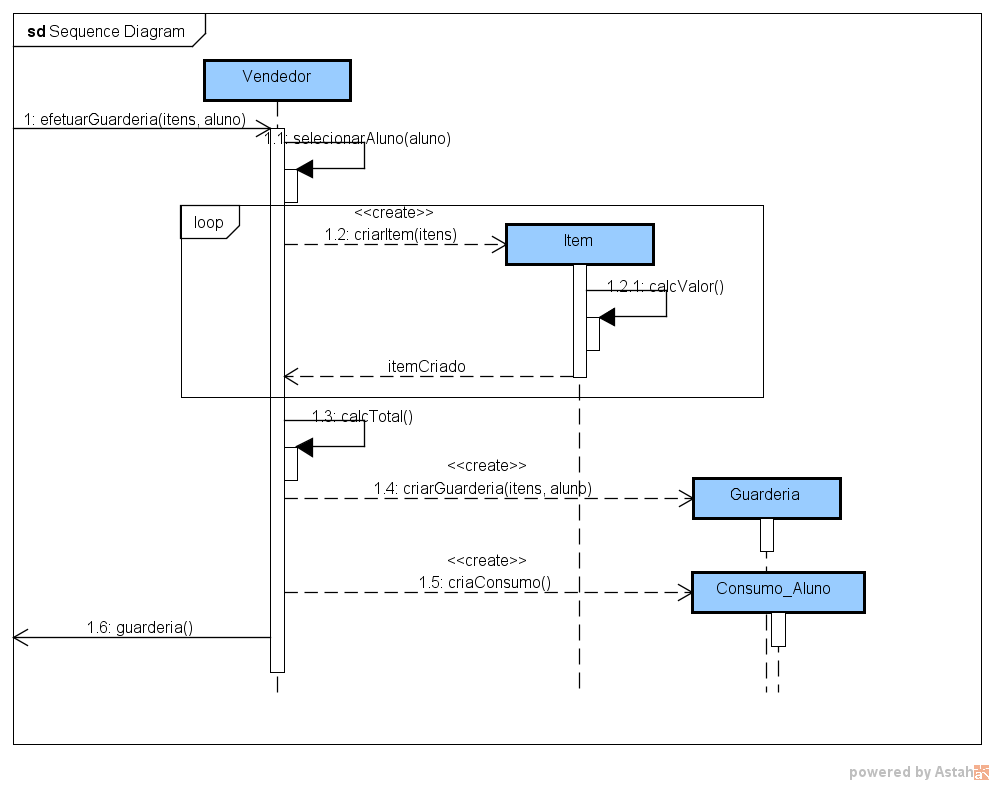 sd Sequence Diagram
Vendedor
1: efetuarGuarderia(itens, aluno)
1.1: selecionarAluno(aluno)
loop
<<create>>
1.2: criarItem(itens)
Item
1.2.1: calcValor()
itemCriado
1.3: calcTotal()
<<create>>
1.4: criarGuarderia(itens, aluno)
Guarderia
<<create>>
1.5: criaConsumo()
Consumo_Aluno
1.6: guarderia()
powered by Astah